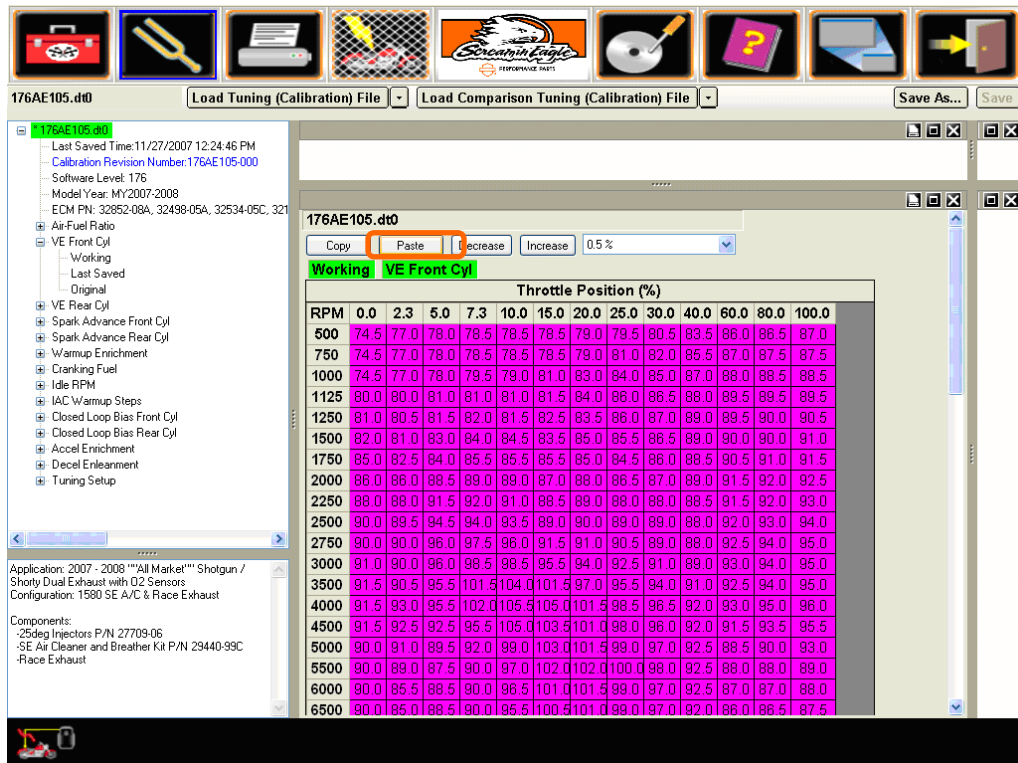 Screamin' Eagle
PERFORMANCE PARTS
?
176AE105.dt0
Load Tuning (Calibration) File
Load Comparison Tuning (Calibration) File
Save As...
Save
* 176AE105.dt0
Last Saved Time:11/27/2007 12:24:46 PM
Calibration Revision Number:176AE105-000
Software Level: 176
Model Year: MY2007-2008
ECM PN: 32852-08A, 32498-05A, 32534-05C, 321
Air-Fuel Ratio
VE Front Cyl
Working
Last Saved
Original
VE Rear Cyl
Spark Advance Front Cyl
Spark Advance Rear Cyl
Warmup Enrichment
Cranking Fuel
Idle RPM
IAC Warmup Steps
Closed Loop Bias Front Cyl
Closed Loop Bias Rear Cyl
Accel Enrichment
Decel Enleanment
Tuning Setup
Application: 2007 - 2008 ""All Market"" Shotgun /
Shorty Dual Exhaust with O2 Sensors
Configuration: 1580 SE A/C & Race Exhaust
Components:
-25deg Injectors P/N 27709-06
-SE Air Cleaner and Breather Kit P/N 29440-99C
-Race Exhaust
176AE105.dt0
Copy Paste Decrease Increase 0.5 %
Working VE Front Cyl
Throttle Position (%)
RPM 0.0 2.3 5.0 7.3 10.0 15.0 20.0 25.0 30.0 40.0 60.0 80.0 100.0
500 74.5 77.0 78.0 78.5 78.5 78.5 79.0 79.5 80.5 83.5 86.0 86.5 87.0
750 74.5 77.0 78.0 78.5 78.5 78.5 79.0 81.0 82.0 85.5 87.0 87.5 87.5
1000 74.5 77.0 78.0 79.5 79.0 81.0 83.0 84.0 85.0 87.0 88.0 88.5 88.5
1125 80.0 80.0 81.0 81.0 81.0 81.5 84.0 86.0 86.5 88.0 89.5 89.5 89.5
1250 81.0 80.5 81.5 82.0 81.5 82.5 83.5 86.0 87.0 89.0 89.5 90.0 90.5
1500 82.0 81.0 83.0 84.0 84.5 83.5 85.0 85.5 86.5 89.0 90.0 90.0 91.0
1750 85.0 82.5 84.0 85.5 85.5 85.5 85.0 84.5 86.0 88.5 90.5 91.0 91.5
2000 86.0 86.0 88.5 89.0 89.0 87.0 88.0 86.5 87.0 89.0 91.5 92.0 92.5
2250 88.0 88.0 91.5 92.0 91.0 88.5 89.0 88.0 88.0 88.5 91.5 92.0 93.0
2500 90.0 89.5 94.5 94.0 93.5 89.0 90.0 89.0 89.0 88.0 92.0 93.0 94.0
2750 90.0 90.0 96.0 97.5 96.0 91.5 91.0 90.5 89.0 88.0 92.5 94.0 95.0
3000 91.0 90.0 96.0 98.5 96.5 95.5 94.0 92.5 91.0 89.0 93.0 94.0 95.0
3500 91.5 90.5 95.5 101.5 104.0 101.5 97.0 95.5 94.0 91.0 92.5 94.0 95.0
4000 91.5 93.0 95.5 102.0 105.5 105.0 101.5 98.5 96.5 92.0 93.0 95.0 96.0
4500 91.5 92.5 92.5 95.5 105.0 103.5 101.0 98.0 96.0 92.0 91.5 93.5 95.5
5000 90.0 91.0 89.5 92.0 99.0 103.0 101.5 99.0 97.0 92.5 88.5 90.0 93.0
5500 90.0 89.0 87.5 90.0 97.0 102.0 102.0 100.0 98.0 92.5 88.0 88.0 89.0
6000 90.0 85.5 88.5 90.0 96.5 101.0 101.5 99.0 97.0 92.5 87.0 87.0 88.0
6500 90.0 85.0 88.5 90.0 95.5 100.5 101.0 99.0 97.0 92.0 86.0 86.5 87.5